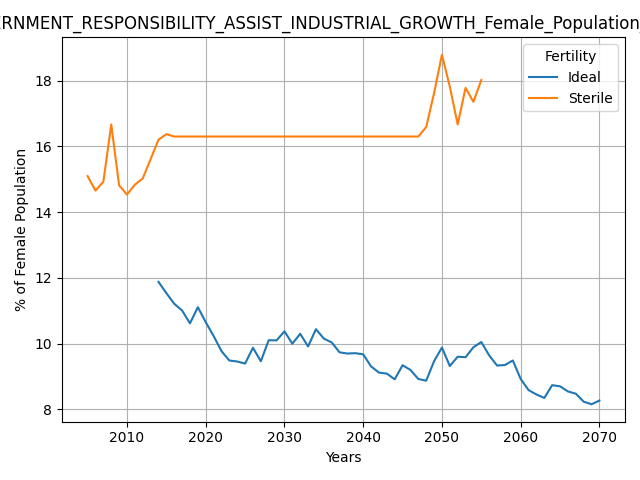 ERNMENT_RESPONSIBILITY_ASSIST_INDUSTRIAL_GROWTH_Female_Population
Fertility
Ideal
Sterile
% of Female Population
18
16
14
12
10
8
2010 2020 2030 2040 2050 2060 2070
Years